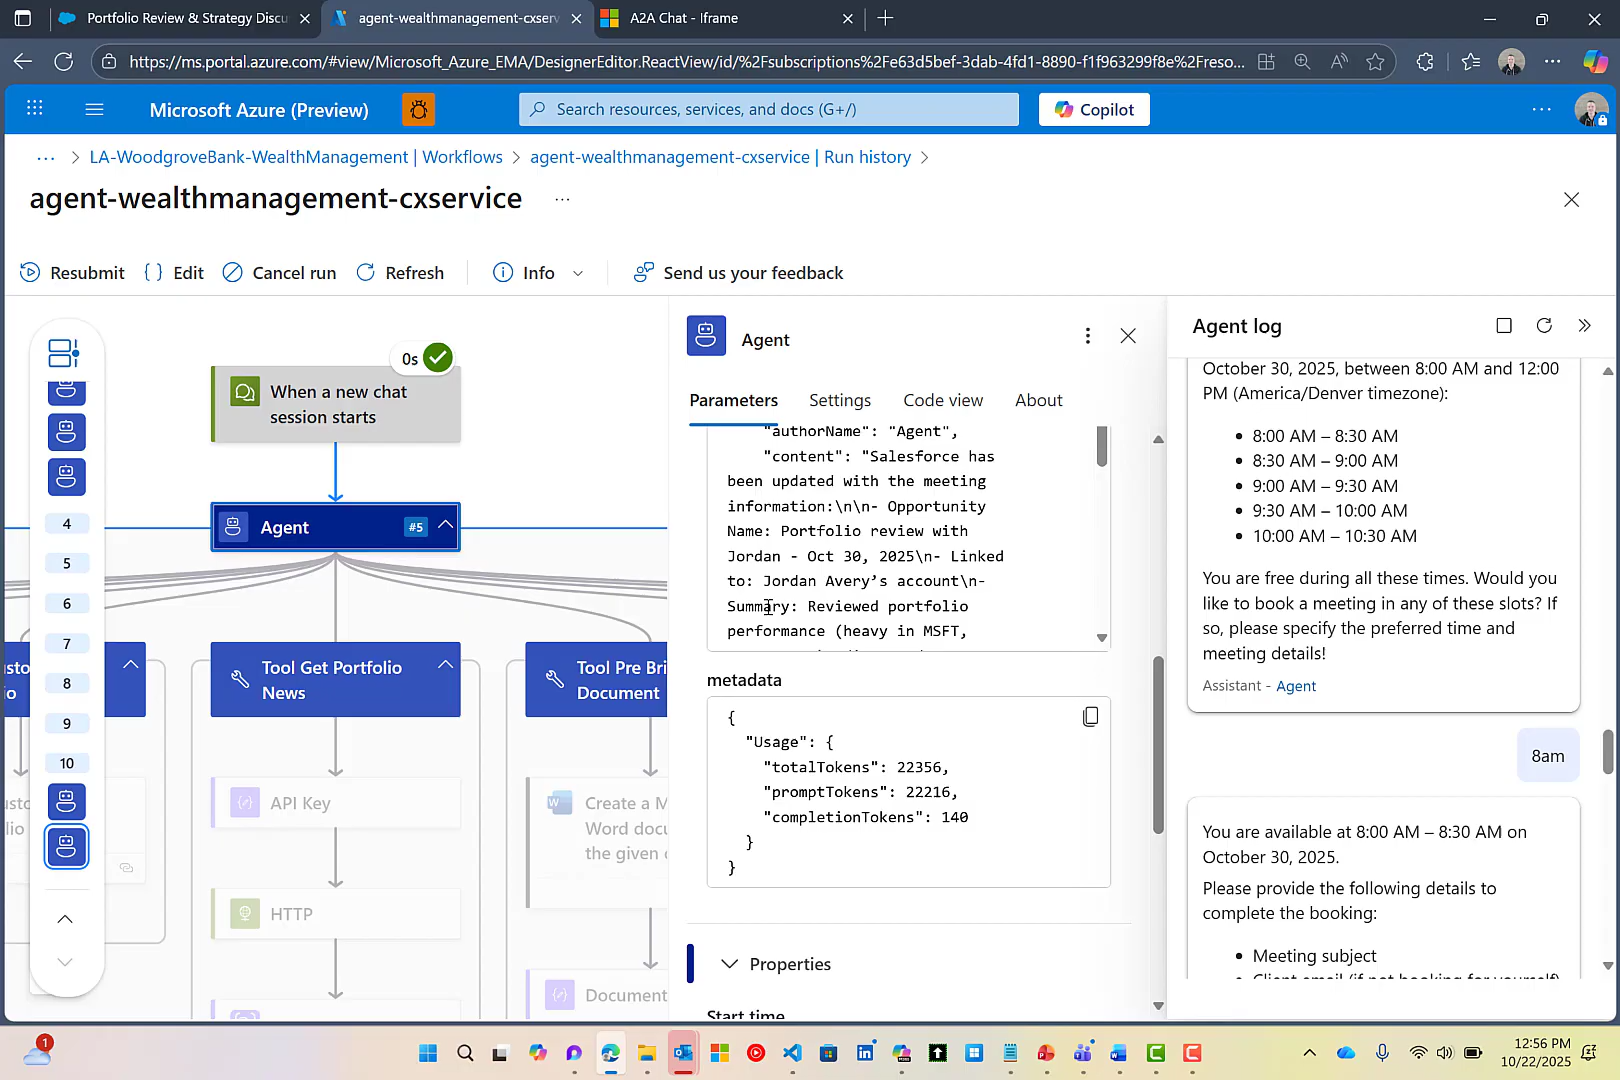 Portfolio Review & Strategy Discu
agent-wealthmanagement-cxserv
A2A Chat - Iframe
https://ms.portal.azure.com/#view/Microsoft_Azure_EMA/DesignerEditor.ReactView/id/%2Fsubscriptions%2Fe63d5bef-3dab-4fd1-8890-f1f963299f8e%2Freso...
Microsoft Azure (Preview)
Search resources, services, and docs (G+/)
Copilot
LA-WoodgroveBank-WealthManagement | Workflows
agent-wealthmanagement-cxservice | Run history
agent-wealthmanagement-cxservice
Resubmit
Edit
Cancel run
Refresh
Info
Send us your feedback
4
5
6
7
8
9
10
0s
When a new chat
session starts
Agent
#5
usto
io
Tool Get Portfolio
News
Tool Pre Bri
Document
usto
lio
API Key
Create a M
Word docu
the given c
HTTP
Document
Agent
Parameters
Settings
Code view
About
"authorName": "Agent",
"content": "Salesforce has
been updated with the meeting
information:\n\n- Opportunity
Name: Portfolio review with
Jordan - Oct 30, 2025\n- Linked
to: Jordan Avery’s account\n-
Summary: Reviewed portfolio
performance (heavy in MSFT,
metadata
{
"Usage": {
"totalTokens": 22356,
"promptTokens": 22216,
"completionTokens": 140
}
}
Properties
Start time
Agent log
October 30, 2025, between 8:00 AM and 12:00
PM (America/Denver timezone):
• 8:00 AM – 8:30 AM
• 8:30 AM – 9:00 AM
• 9:00 AM – 9:30 AM
• 9:30 AM – 10:00 AM
• 10:00 AM – 10:30 AM
You are free during all these times. Would you
like to book a meeting in any of these slots? If
so, please specify the preferred time and
meeting details!
Assistant - Agent
8am
You are available at 8:00 AM – 8:30 AM on
October 30, 2025.
Please provide the following details to
complete the booking:
• Meeting subject
• Client email (if not booking for yourself)
1
12:56 PM
10/22/2025